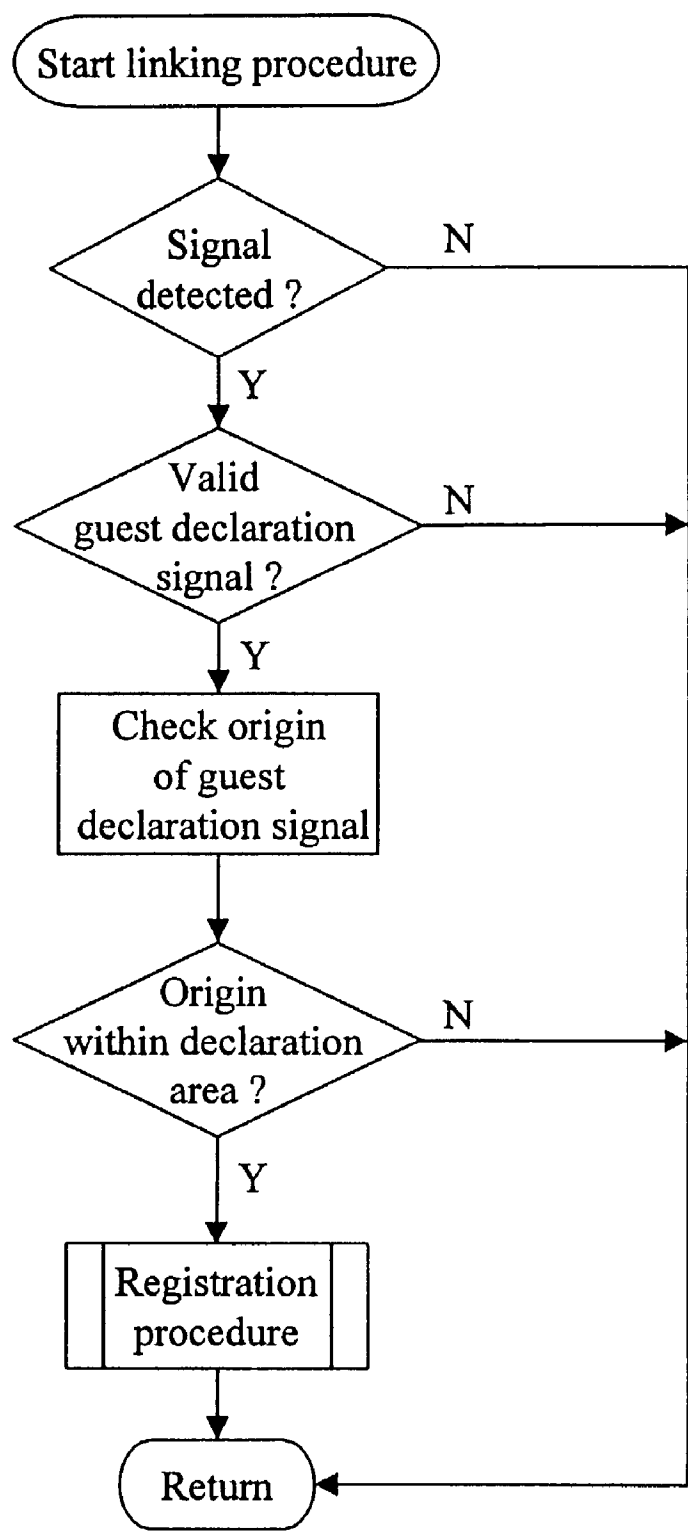 Start linking procedure
Signal
detected ?
N
Y
Valid
guest declaration
signal ?
N
Y
Check origin
of guest
declaration signal
Origin
within declaration
area ?
N
Y
Registration
procedure
Return